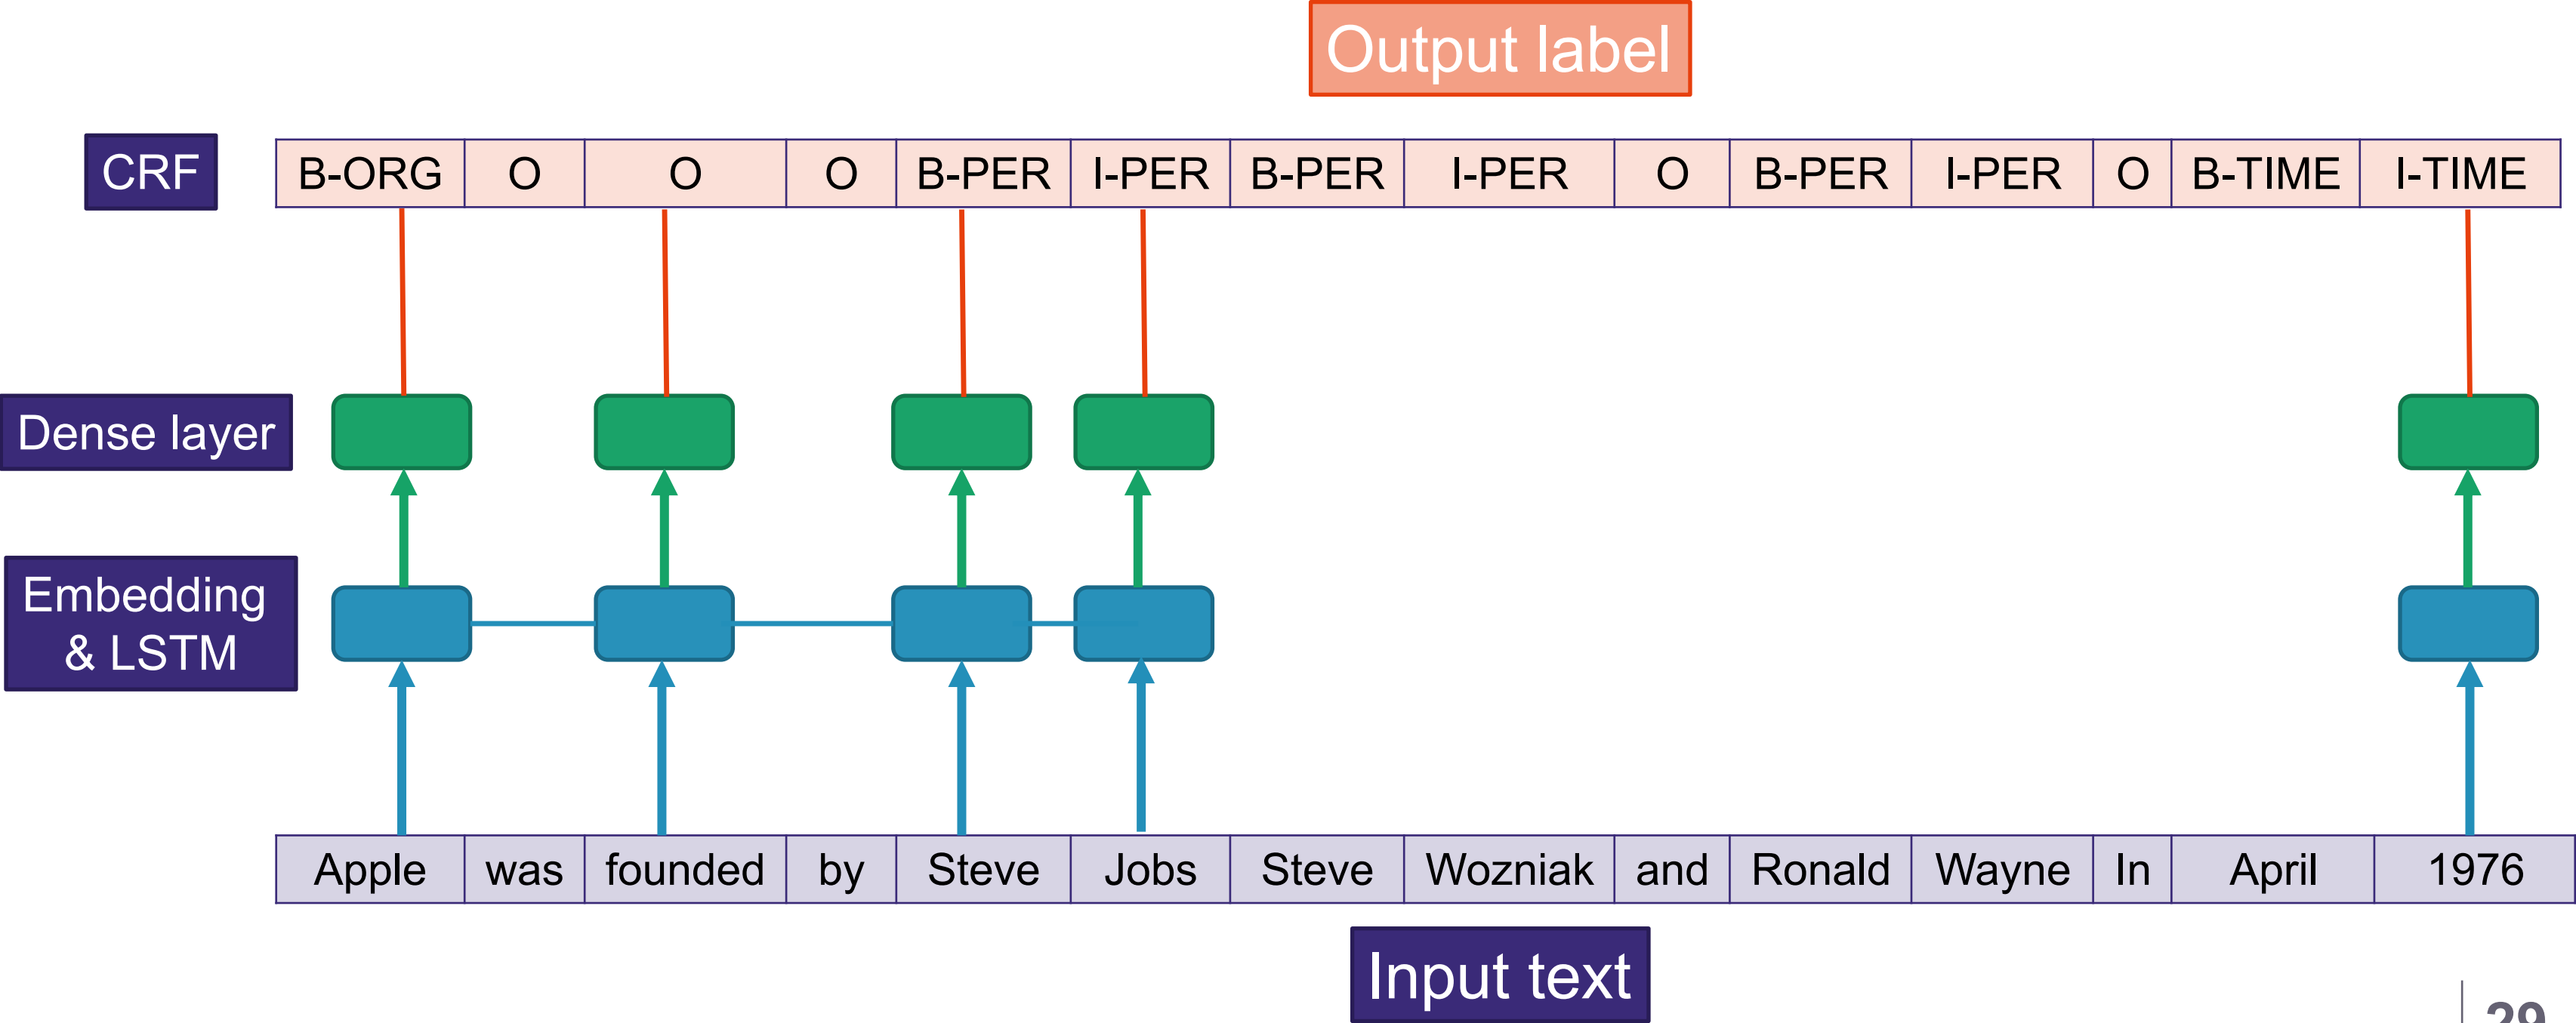 Output label
CRF
B-ORG O O O B-PER I-PER B-PER I-PER O B-PER I-PER O B-TIME I-TIME
Dense layer
Embedding
& LSTM
Apple was founded by Steve Jobs Steve Wozniak and Ronald Wayne In April 1976
Input text
29